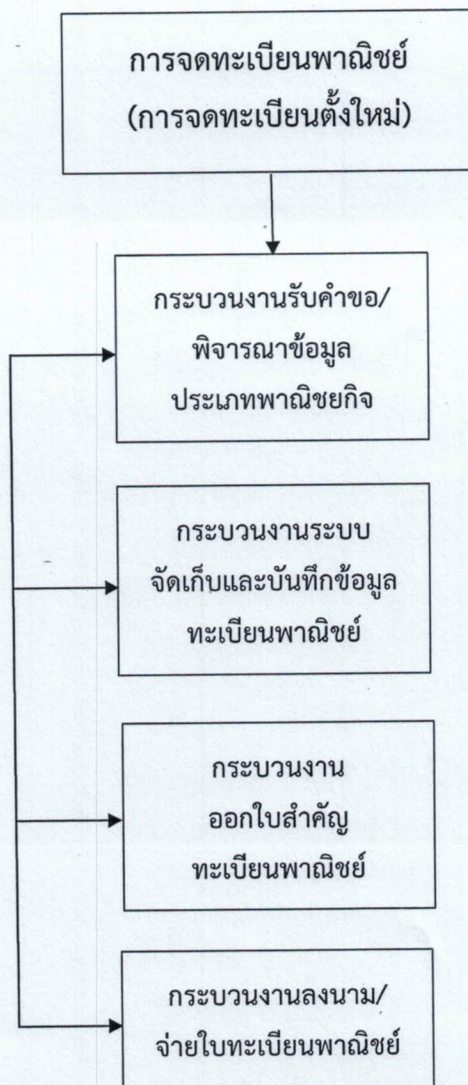 การจดทะเบียนพาณิชย์
(การจดทะเบียนตั้งใหม่)
กระบวนงานรับคำขอ/
พิจารณาข้อมูล
ประเภทพาณิชยกิจ
กระบวนงานระบบ
จัดเก็บและบันทึกข้อมูล
ทะเบียนพาณิชย์
กระบวนงาน
ออกใบสำคัญ
ทะเบียนพาณิชย์
กระบวนงานลงนาม/
จ่ายใบทะเบียนพาณิชย์